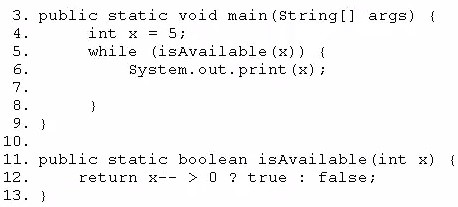 3. public static void main(String[] args) {
4.     int x = 5;
5.     while (isAvailable(x)) {
6.         System.out.print(x);
7.
8.     }
9. }
10.
11. public static boolean isAvailable(int x) {
12.     return x-- > 0 ? true : false;
13. }